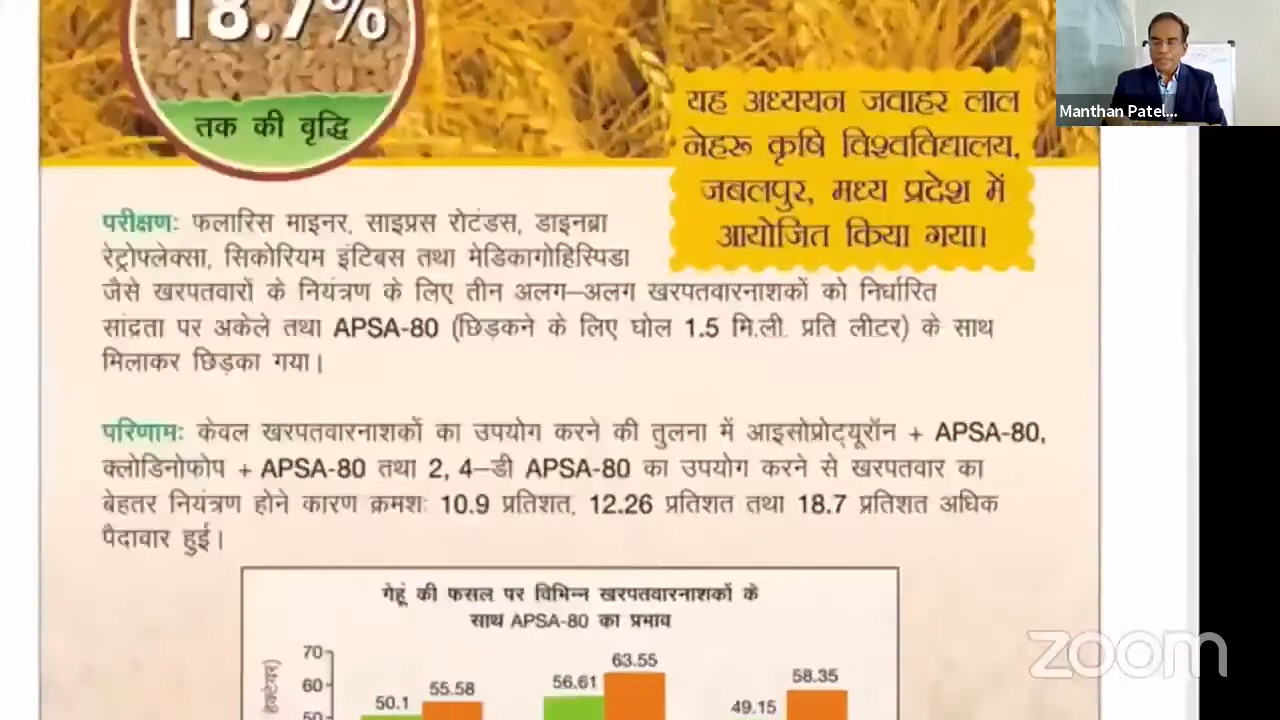 18.7%
तक की वृद्धि
यह अध्ययन जवाहर लाल
नेहरू कृषि विश्वविद्यालय,
जबलपुर, मध्य प्रदेश में
आयोजित किया गया।
Manthan Patel...
परीक्षण: फलारिस माइनर, साइप्रस रोटंडस, डाइनब्रा
रेट्रोफ्लेक्सा, सिकोरियम इंटिबस तथा मेडिकागोहिस्पिडा
जैसे खरपतवारों के नियंत्रण के लिए तीन अलग–अलग खरपतवारनाशकों को निर्धारित
सांद्रता पर अकेले तथा APSA-80 (छिड़कने के लिए घोल 1.5 मि.ली. प्रति लीटर) के साथ
मिलाकर छिड़का गया।
परिणाम: केवल खरपतवारनाशकों का उपयोग करने की तुलना में आइसोप्रोट्यूरॉन + APSA-80,
क्लोडिनोफोप + APSA-80 तथा 2, 4–डी APSA-80 का उपयोग करने से खरपतवार का
बेहतर नियंत्रण होने कारण क्रमशः 10.9 प्रतिशत, 12.26 प्रतिशत तथा 18.7 प्रतिशत अधिक
पैदावार हुई।
गेहूं की फसल पर विभिन्न खरपतवारनाशकों के
साथ APSA-80 का प्रभाव
70
60
50
50.1
55.58
56.61
63.55
49.15
58.35
zoom